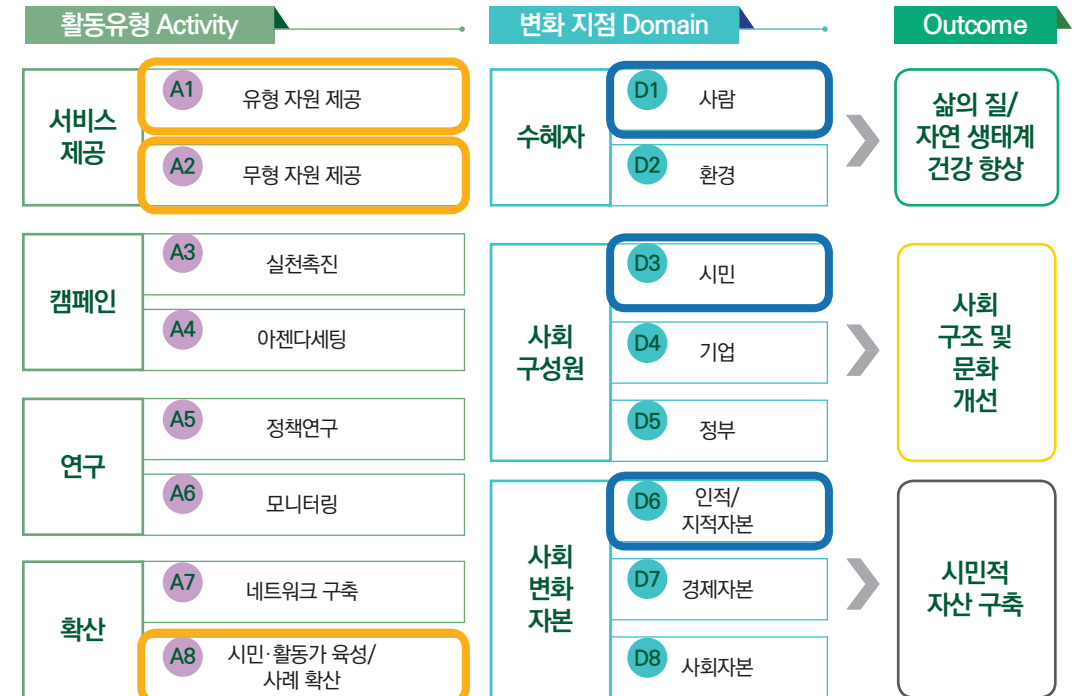 활동유형 Activity
변화 지점 Domain
Outcome
서비스
제공
A1
유형 자원 제공
A2
무형 자원 제공
캠페인
A3
실천촉진
A4
아젠다세팅
연구
A5
정책연구
A6
모니터링
확산
A7
네트워크 구축
A8
시민·활동가 육성/
사례 확산
수혜자
D1
사람
D2
환경
사회
구성원
D3
시민
D4
기업
D5
정부
사회
변화
자본
D6
인적/
지적자본
D7
경제자본
D8
사회자본
삶의 질/
자연 생태계
건강 향상
사회
구조 및
문화
개선
시민적
자산 구축